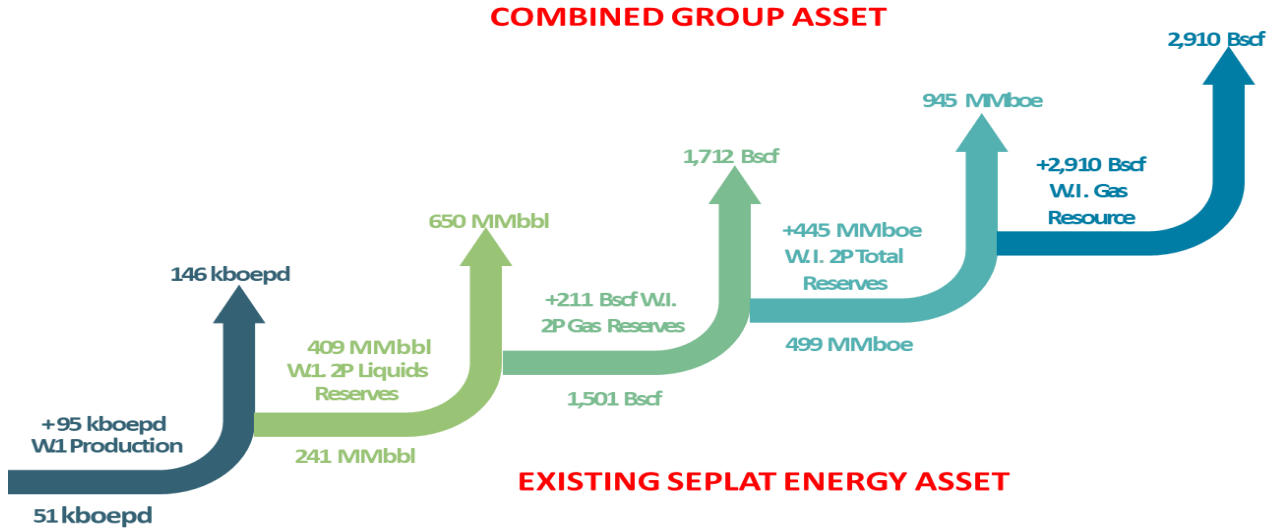 COMBINED GROUP ASSET
2,910 Bscf
945 MMboe
+2,910 Bscf
W.I. Gas
Resource
1,712 Bscf
+445 MMboe
W.I. 2P Total
Reserves
650 MMbbl
499 MMboe
+211 Bscf W.I.
2P Gas Reserves
146 kboepd
1,501 Bscf
409 MMbbl
W.1. 2P Liquids
Reserves
241 MMbbl
+95 kboepd
W.1 Production
51 kboepd
EXISTING SEPLAT ENERGY ASSET